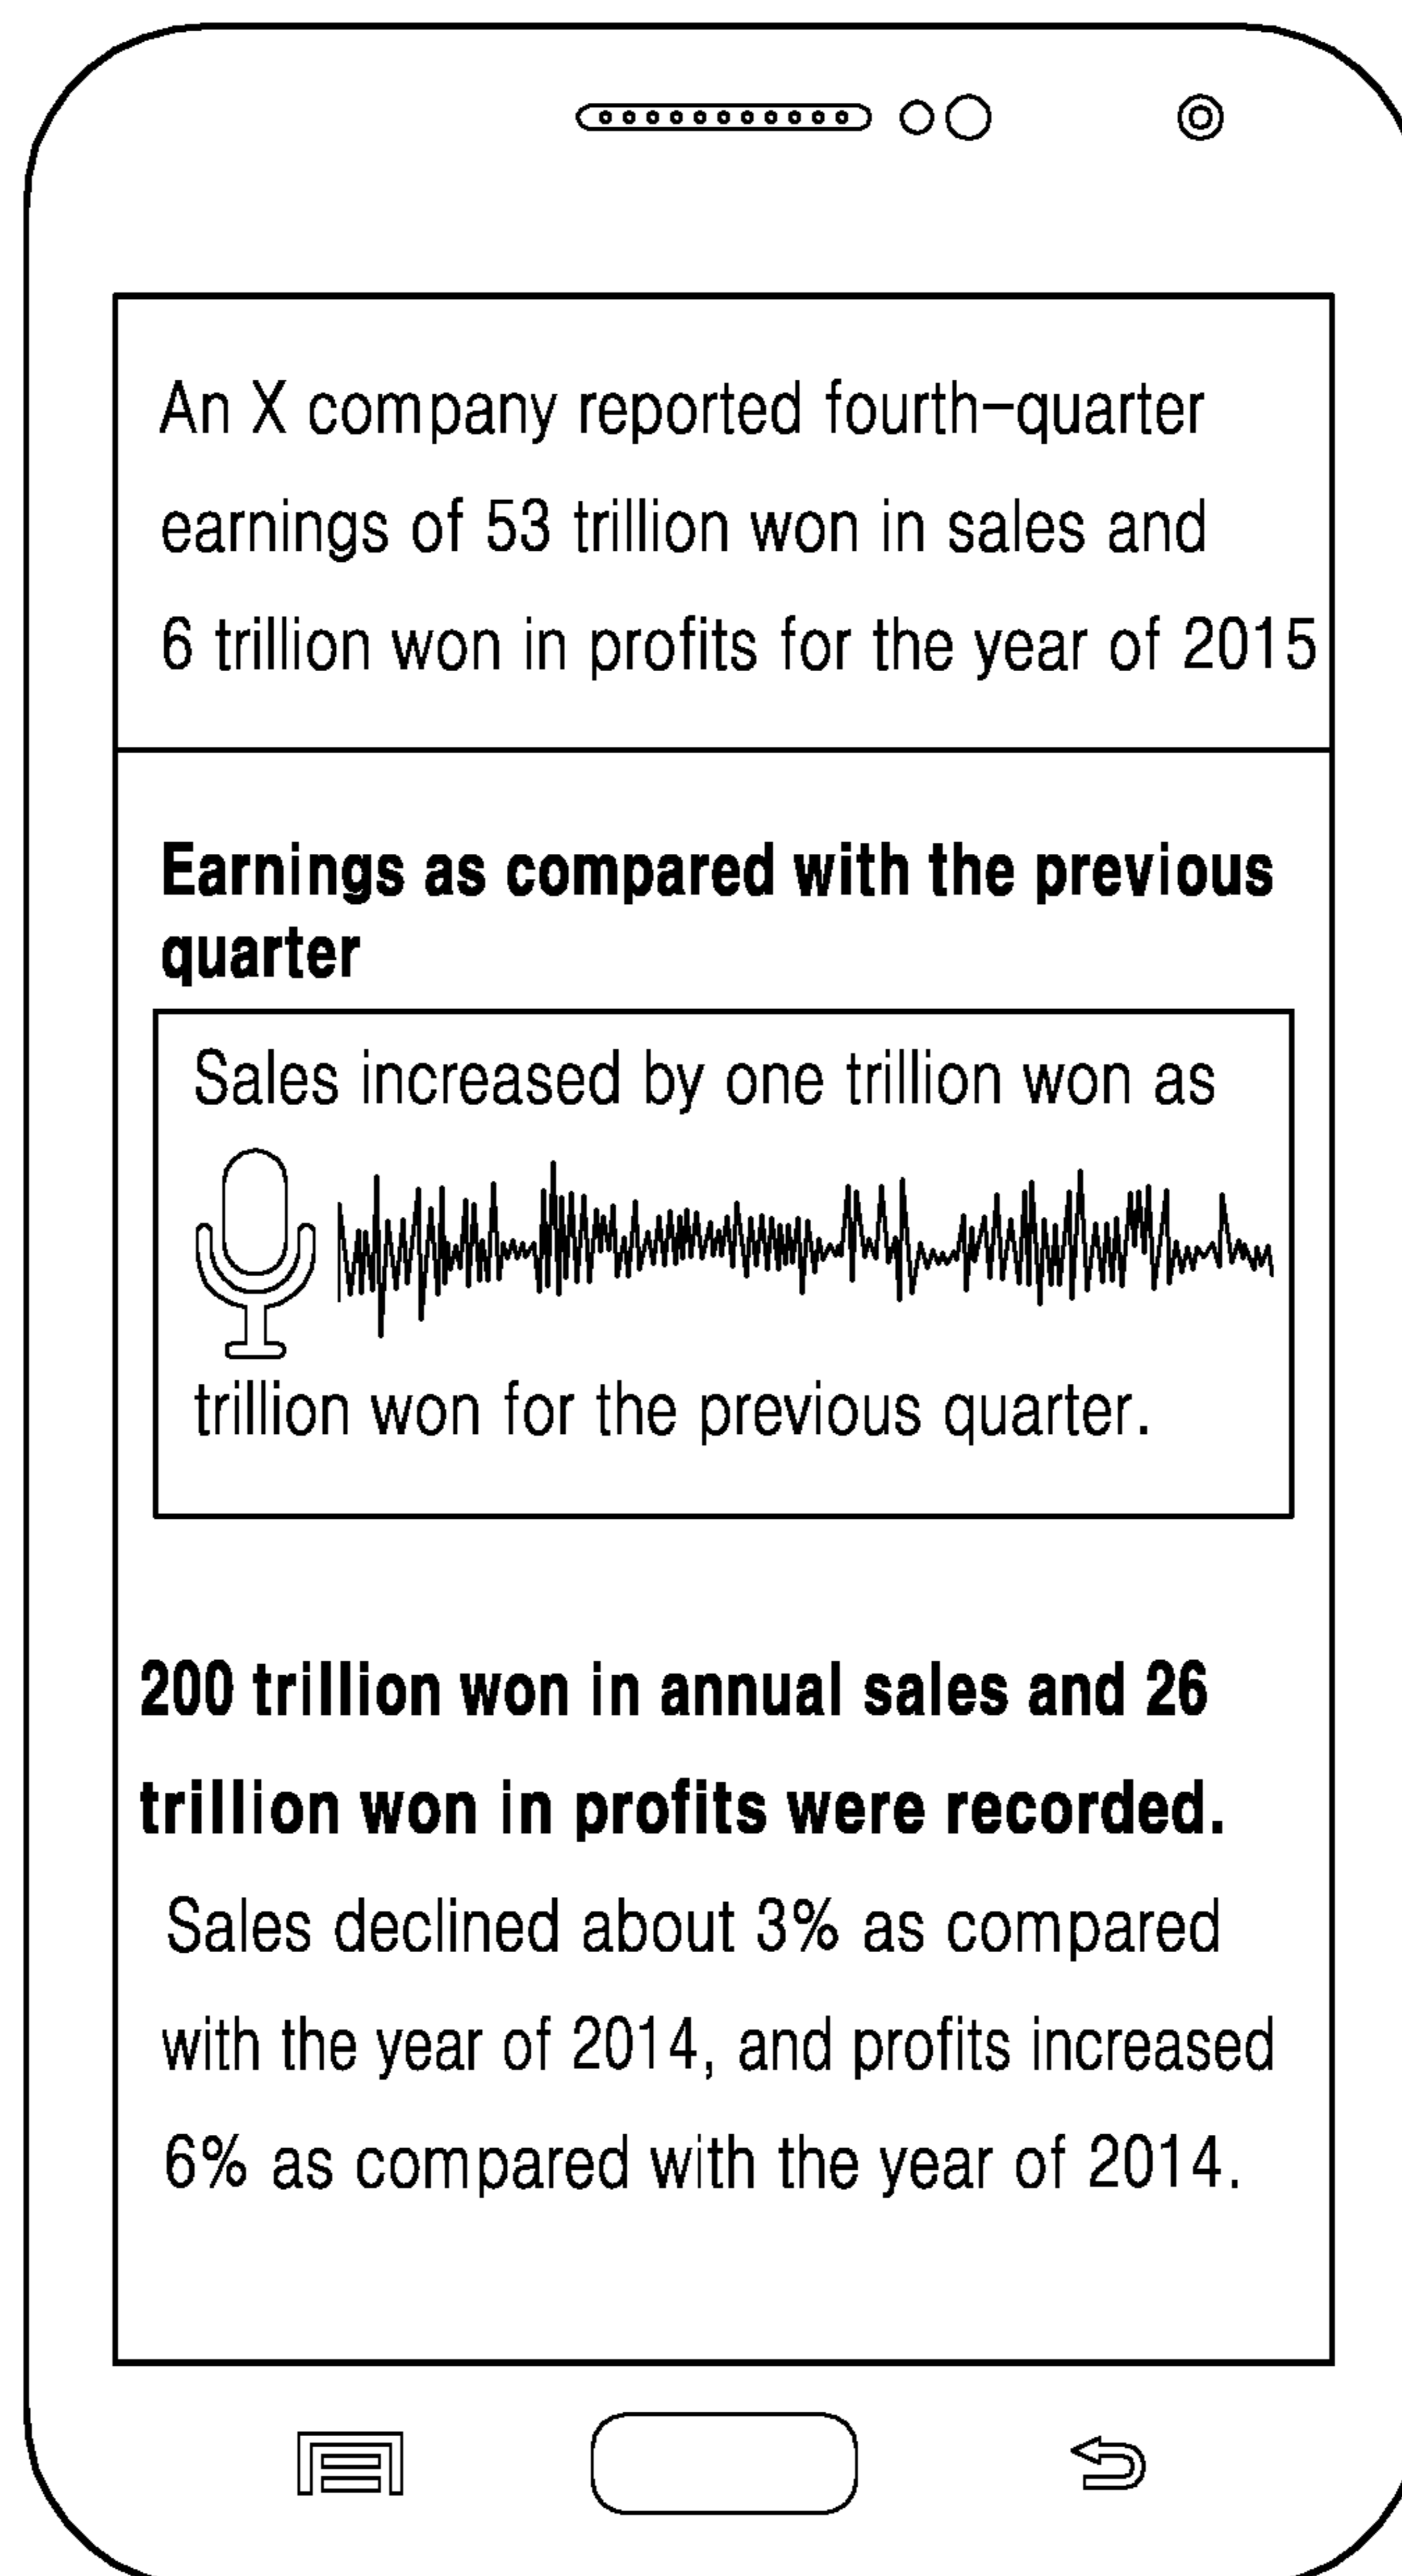 An X company reported fourth-quarter
earnings of 53 trillion won in sales and
6 trillion won in profits for the year of 2015
Earnings as compared with the previous
quarter
Sales increased by one trillion won as
trillion won for the previous quarter.
200 trillion won in annual sales and 26
trillion won in profits were recorded.
Sales declined about 3% as compared
with the year of 2014, and profits increased
6% as compared with the year of 2014.